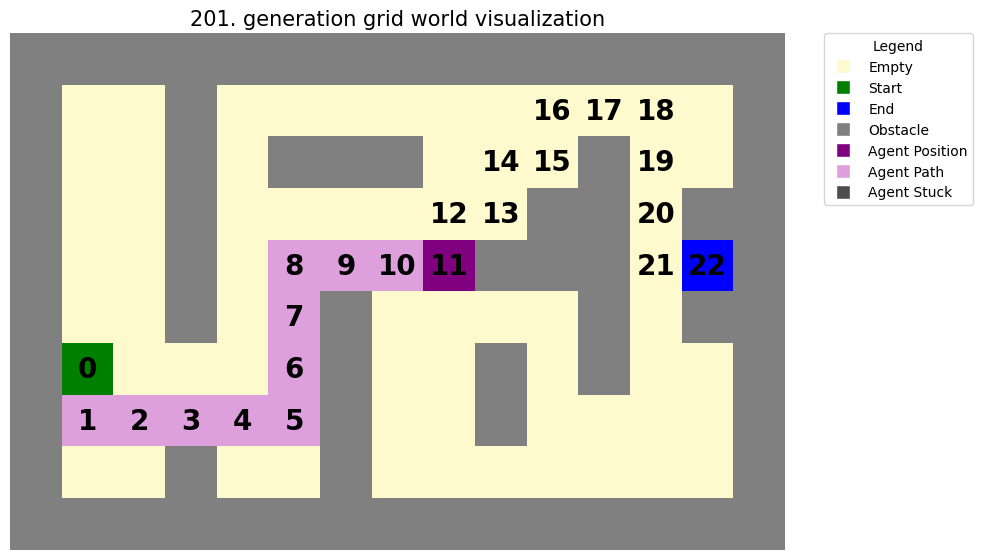 201. generation grid world visualization
Legend
Empty
Start
End
Obstacle
Agent Position
Agent Path
Agent Stuck
16 17 18
14 15 19
12 13 20
8 9 10 11 21 22
7
0 6
1 2 3 4 5